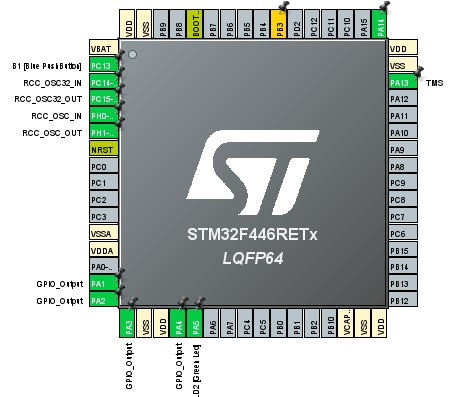 VDD
VSS
PB9
PB8
BOOT..
PB7
PB6
PB5
PB4
PB3
PD2
PC12
PC11
PC10
PA15
PA14
VBAT
B1 [Blue PushButton]
PC13
RCC_OSC32_IN
PC14-..
RCC_OSC32_OUT
PC15-..
RCC_OSC_IN
PH0-..
RCC_OSC_OUT
PH1-..
NRST
PC0
PC1
PC2
PC3
VSSA
VDDA
PA0-..
GPIO_Output
PA1
GPIO_Output
PA2
STM32F446RETx
LQFP64
VDD
VSS
PA13
TMS
PA12
PA11
PA10
PA9
PA8
PC9
PC8
PC7
PC6
PB15
PB14
PB13
PB12
PA3
VSS
VDD
PA4
PA5
PA6
PA7
PC4
PC5
PB0
PB1
PB2
PB10
VCAP..
VSS
VDD
GPIO_Output
GPIO_Output
LD2 [Green Led]